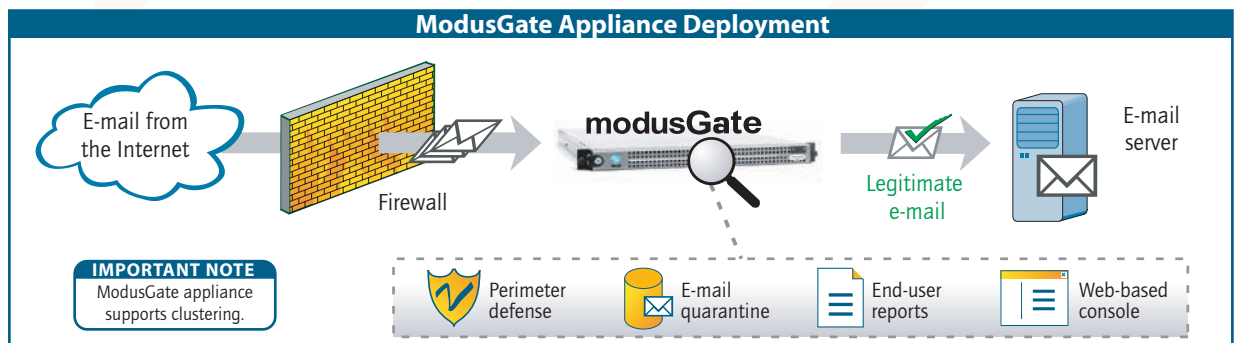 ModusGate Appliance Deployment
E-mail from
the Internet
Firewall
modusGate
Legitimate
e-mail
E-mail
server
IMPORTANT NOTE
ModusGate appliance
supports clustering.
Perimeter
defense
E-mail
quarantine
End-user
reports
Web-based
console